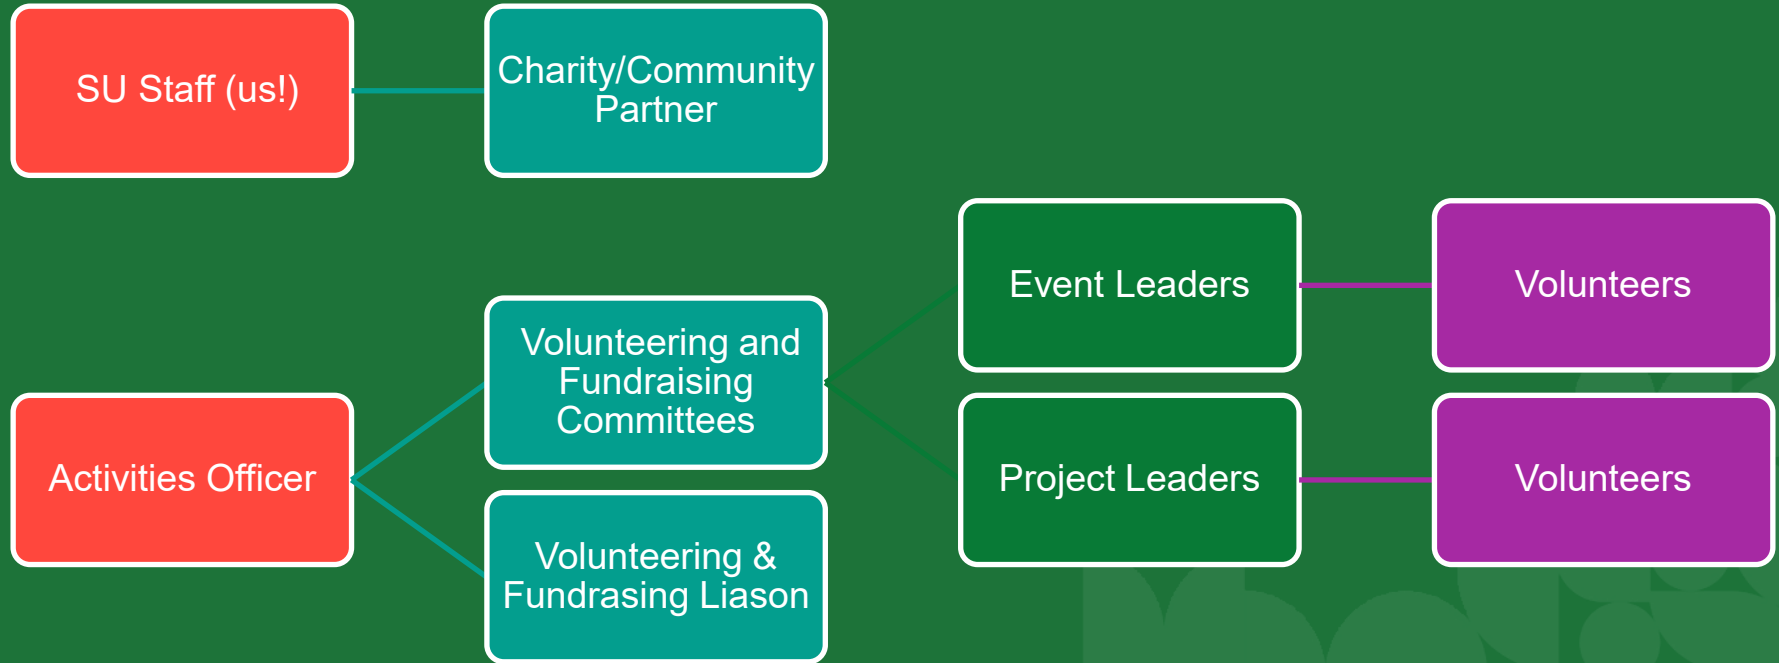 SU Staff (us!)
Charity/Community
Partner
Event Leaders
Volunteers
Volunteering and
Fundraising
Committees
Activities Officer
Project Leaders
Volunteers
Volunteering &
Fundrasing Liason